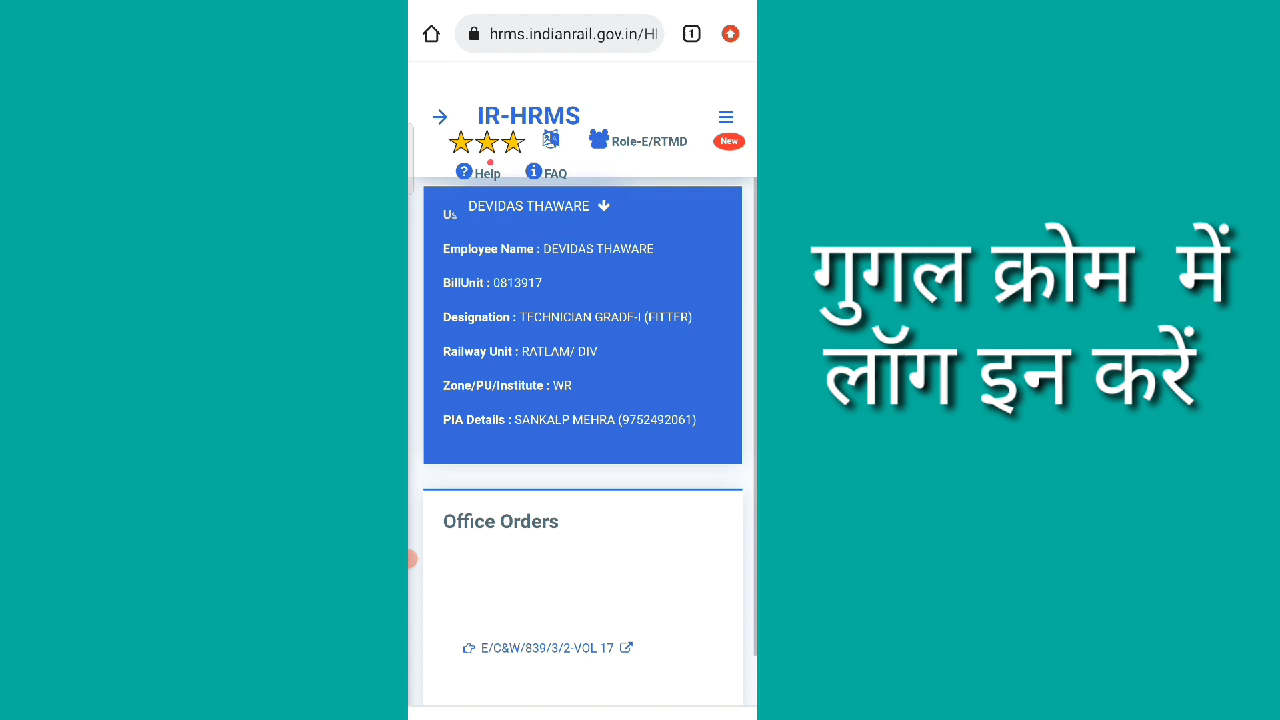 1
hrms.indianrail.gov.in/HI
IR-HRMS
Role-E/RTMD
New
Help
FAQ
DEVIDAS THAWARE
Us
Employee Name : DEVIDAS THAWARE
BillUnit : 0813917
Designation : TECHNICIAN GRADE-I (FITTER)
Railway Unit : RATLAM/ DIV
Zone/PU/Institute : WR
PIA Details : SANKALP MEHRA (9752492061)
Office Orders
E/C&W/839/3/2-VOL 17
गुगल क्रोम में
लॉग इन करें